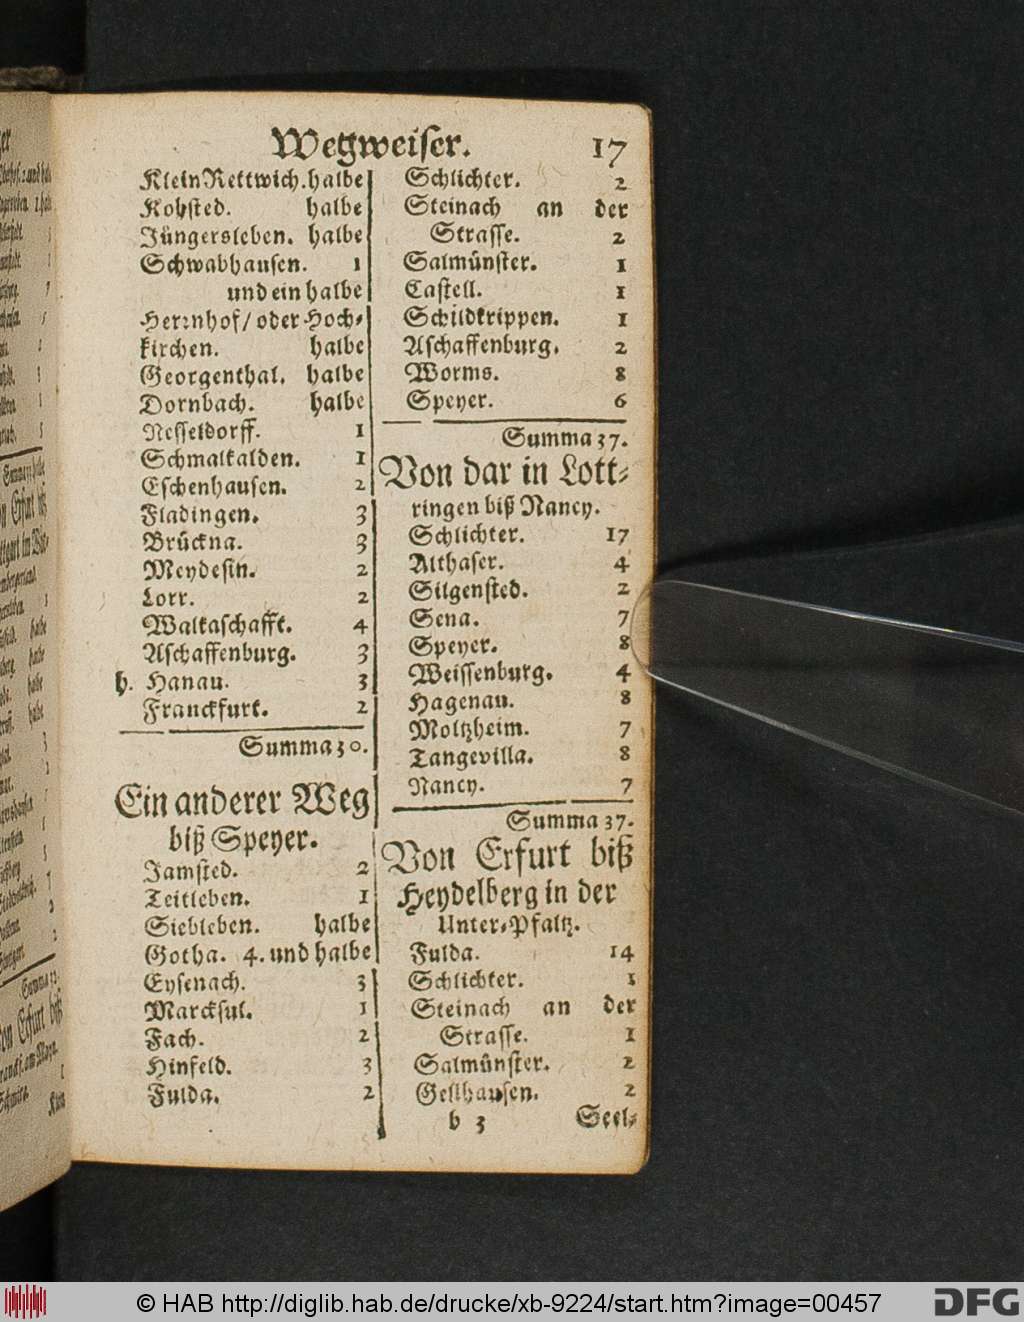 Wegweiser. 17
Klein Rettwich. halbe
Kobsted. halbe
Jüngersleben. halbe
Schwabhausen. 1
und ein halbe
Herrnhof/ oder Hoch-
kirchen. halbe
Georgenthal. halbe
Dornbach. halbe
Nesseldorff. 1
Schmalkalden. 1
Eschenhausen. 2
Fladingen. 3
Brückna. 3
Meydesin. 2
Lorr. 2
Waltaschafft. 4
Aschaffenburg. 3
h. Hanau. 3
Franckfurt. 2
Summa 30.
Ein anderer Weg
biß Speyer.
Jamsted. 2
Teitleben. 1
Siebleben. halbe
Gotha. 4. und halbe
Eysenach. 3
Marcksul. 1
Fach. 2
Hinfeld. 3
Fulda. 2
Schlichter. 2
Steinach an der
Strasse. 2
Salmünster. 1
Castell. 1
Schildkrippen. 1
Aschaffenburg. 2
Worms. 8
Speyer. 6
Summa 37.
Von dar in Lott-
ringen biß Nancy.
Schlichter. 17
Althaser. 4
Silgensted. 2
Sena. 7
Speyer. 8
Weissenburg. 4
Hagenau. 8
Moltzheim. 7
Tangevilla. 8
Nancy. 7
Summa 37.
Von Erfurt biß
Heydelberg in der
Unter-Pfaltz.
Fulda. 14
Schlichter. 1
Steinach an der
Strasse. 1
Salmünster. 2
Gellhausen. 2
b 3 Seel-
© HAB http://diglib.hab.de/drucke/xb-9224/start.htm?image=00457
DFG